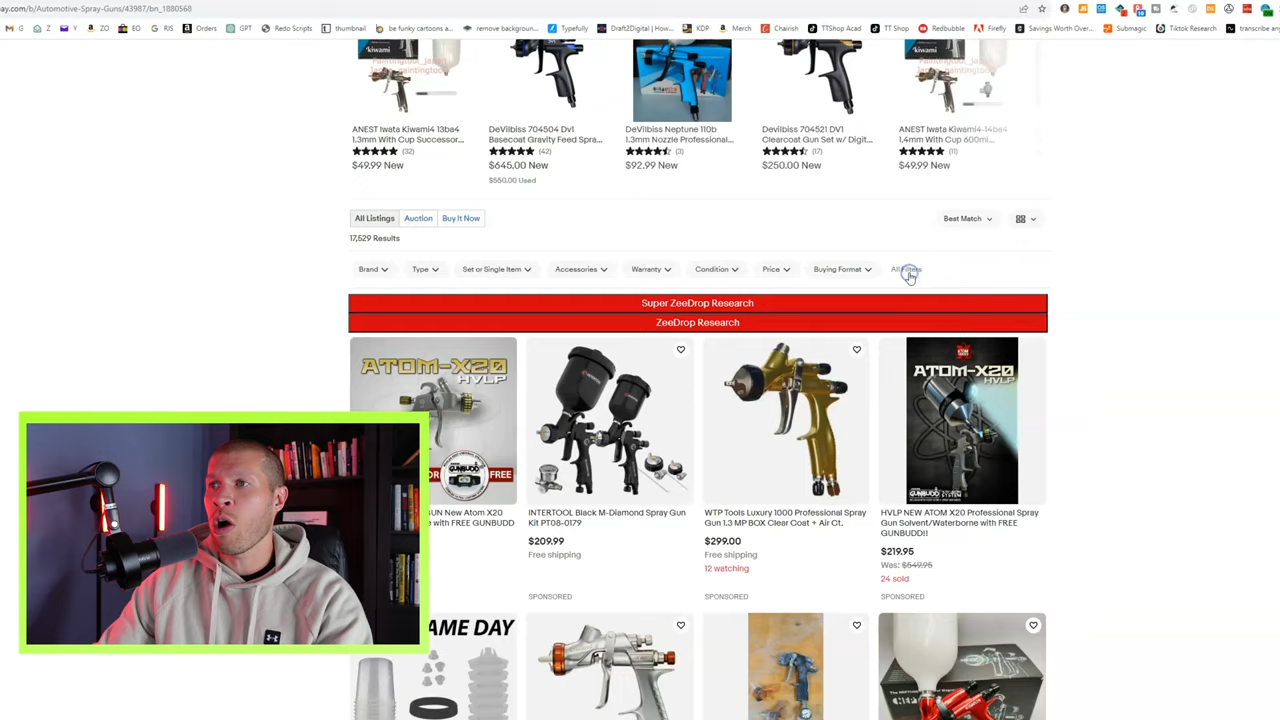 ay.com/b/Automotive-Spray-Guns/43987/bn_1880568
G Z Y ZO EO RIS Orders GPT Redo Scripts thumbnail be funky cartoons a... remove backgroun... Typefully Draft2Digital | How... KDP Merch Chairish TTShop Acad TT Shop Redbubble Firefly Savings Worth Over... Submagic Tiktok Research transcribe any
kiwami
kiwami
ANEST Iwata Kiwami4 13ba4
1.3mm With Cup Successor...
(32)
$49.99 New
DeVilbiss 704504 Dv1
Basecoat Gravity Feed Spra...
(42)
$645.00 New
$550.00 Used
DeVilbiss Neptune 110b
1.3mm Nozzle Professional...
(3)
$92.99 New
DeVilbiss 704521 DV1
Clearcoat Gun Set w/ Digit...
(17)
$250.00 New
ANEST Iwata Kiwami4-14ba4
1.4mm With Cup 600ml...
(11)
$49.99 New
All Listings Auction Buy It Now
Best Match
17,529 Results
Brand Type Set or Single Item Accessories Warranty Condition Price Buying Format All Filters
Super ZeeDrop Research
ZeeDrop Research
ATOM-X20
HVLP
GUNBUDD
FREE
ATOM-X20
HVLP
GUNBUDD
UN New Atom X20
e with FREE GUNBUDD
INTERTOOL Black M-Diamond Spray Gun
Kit PT08-0179
$209.99
Free shipping
SPONSORED
WTP Tools Luxury 1000 Professional Spray
Gun 1.3 MP BOX Clear Coat + Air Ct.
$299.00
Free shipping
12 watching
SPONSORED
HVLP NEW ATOM X20 Professional Spray
Gun Solvent/Waterborne with FREE
GUNBUDD!!
$219.95
Was: $549.95
24 sold
SPONSORED
AME DAY